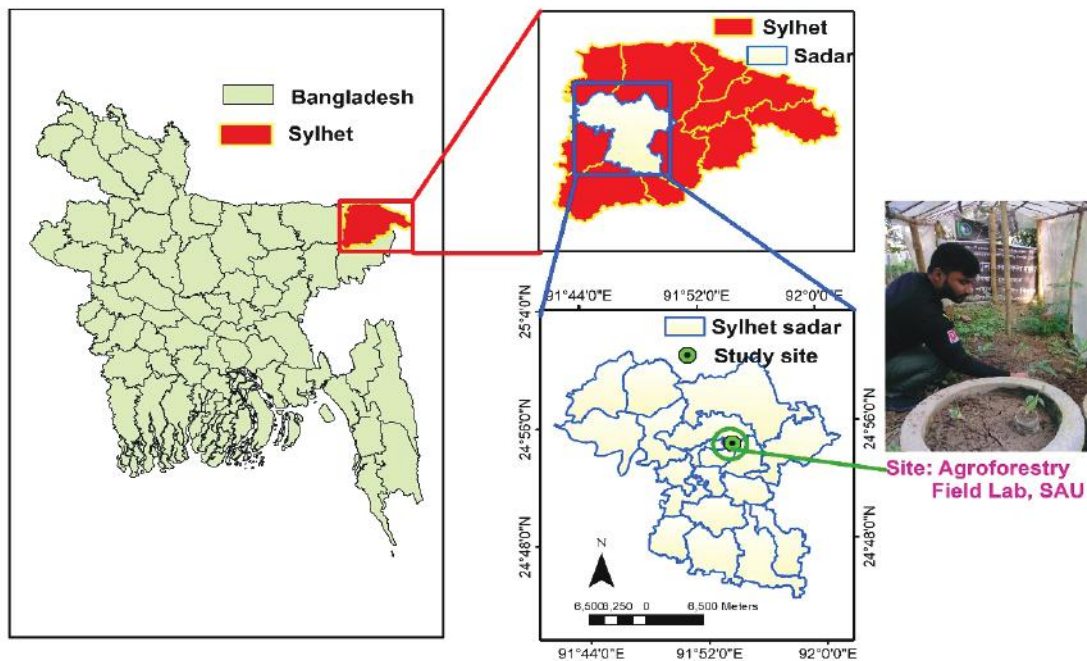 Bangladesh
Sylhet
Sylhet
Sadar
91°44'0"E
91°52'0"E
92°0'0"E
25°4'0"N
24°56'0"N
24°48'0"N
Sylhet sadar
Study site
24°56'0"N
24°48'0"N
N
6,5003,250 0 6,500 Meters
91°44'0"E
91°52'0"E
92°0'0"E
Site: Agroforestry
Field Lab, SAU